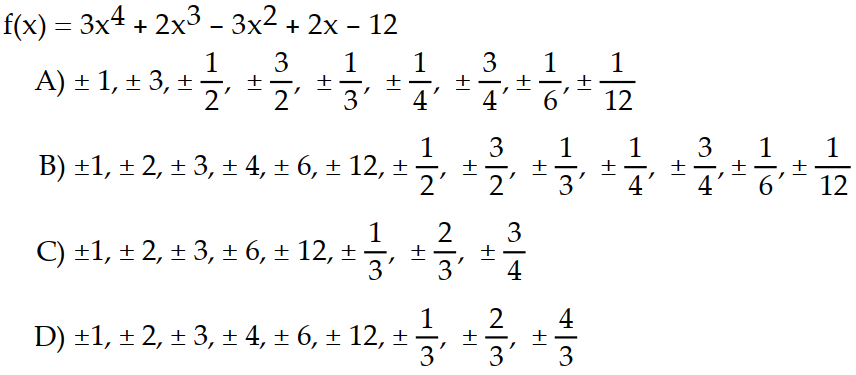 f(x) = 3x⁴ + 2x³ – 3x² + 2x – 12
A) ± 1, ± 3, ± 1/2, ± 3/2, ± 1/3, ± 1/4, ± 3/4, ± 1/6, ± 1/12
B) ±1, ± 2, ± 3, ± 4, ± 6, ± 12, ± 1/2, ± 3/2, ± 1/3, ± 1/4, ± 3/4, ± 1/6, ± 1/12
C) ±1, ± 2, ± 3, ± 6, ± 12, ± 1/3, ± 2/3, ± 3/4
D) ±1, ± 2, ± 3, ± 4, ± 6, ± 12, ± 1/3, ± 2/3, ± 4/3